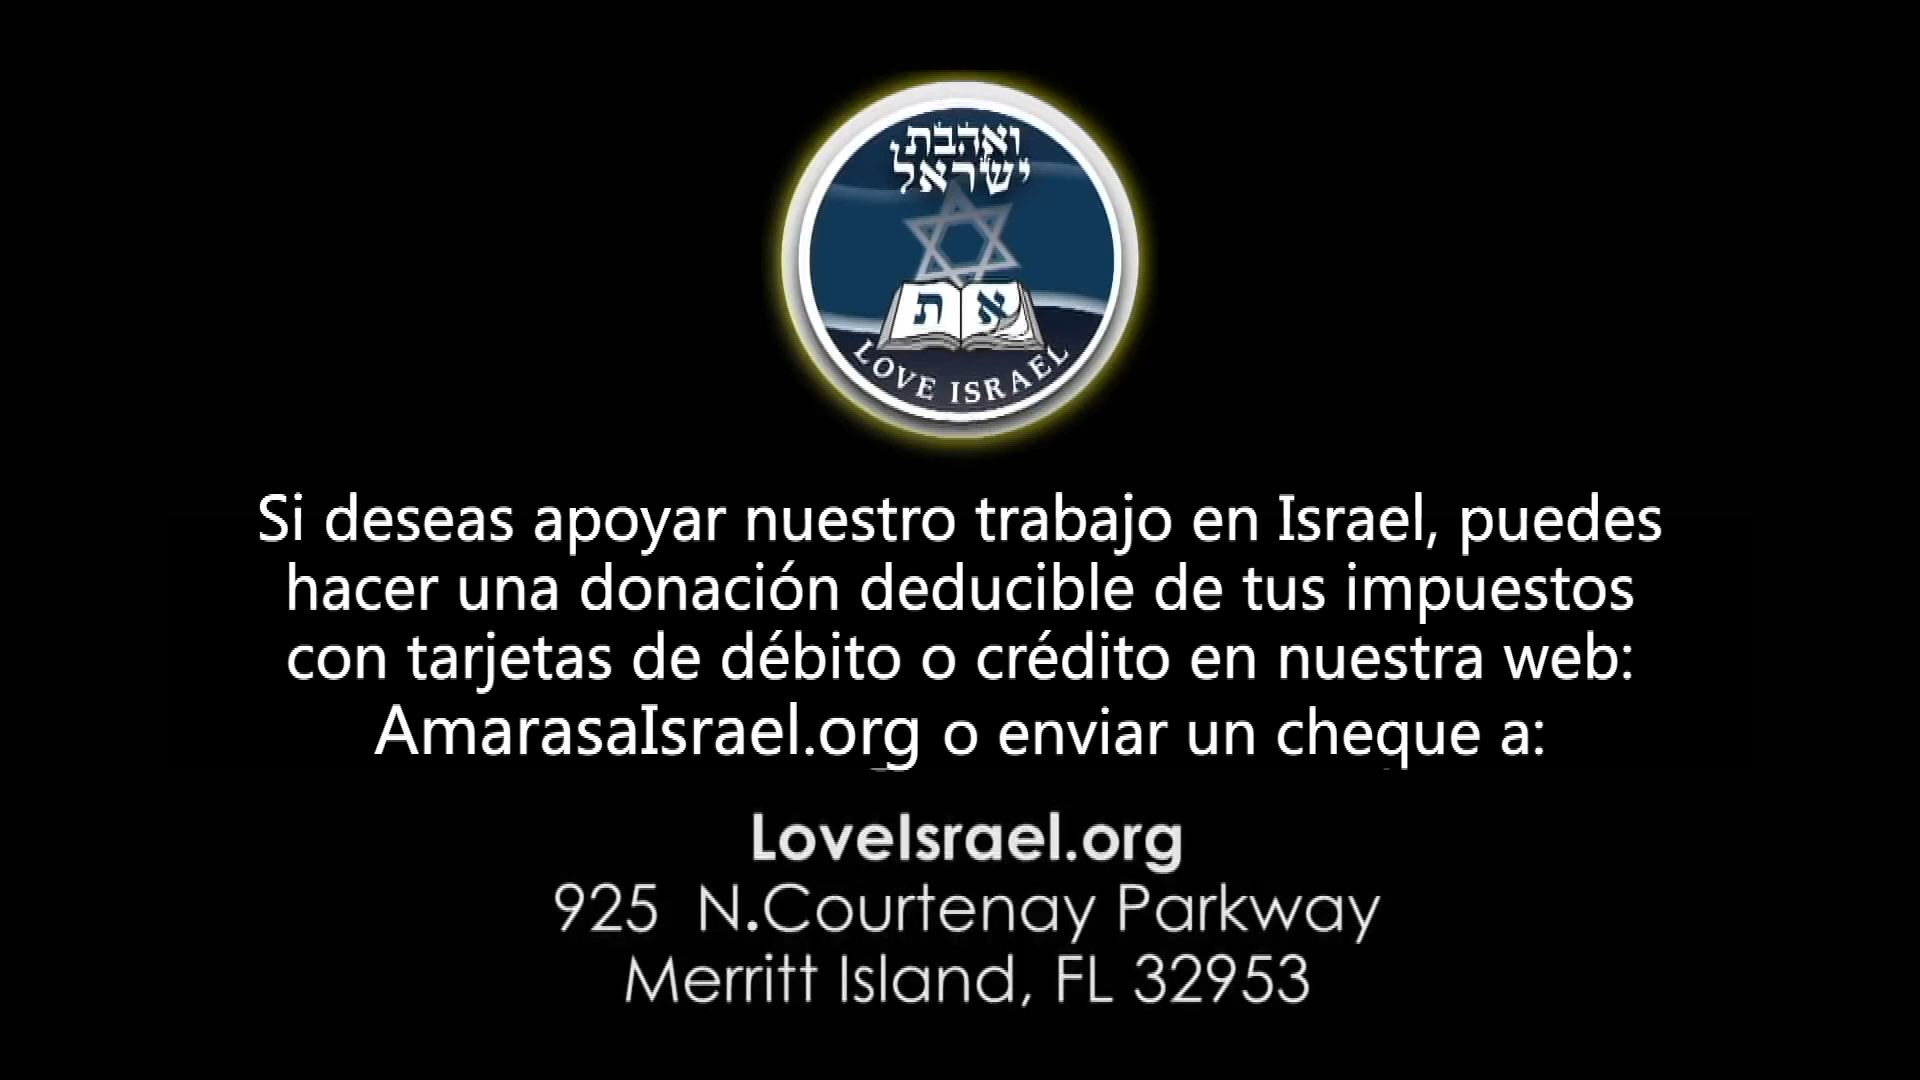 ואהבת
ישראל
ת א
LOVE ISRAEL
Si deseas apoyar nuestro trabajo en Israel, puedes
hacer una donación deducible de tus impuestos
con tarjetas de débito o crédito en nuestra web:
AmarasaIsrael.org o enviar un cheque a:
LoveIsrael.org
925 N.Courtenay Parkway
Merritt Island, FL 32953